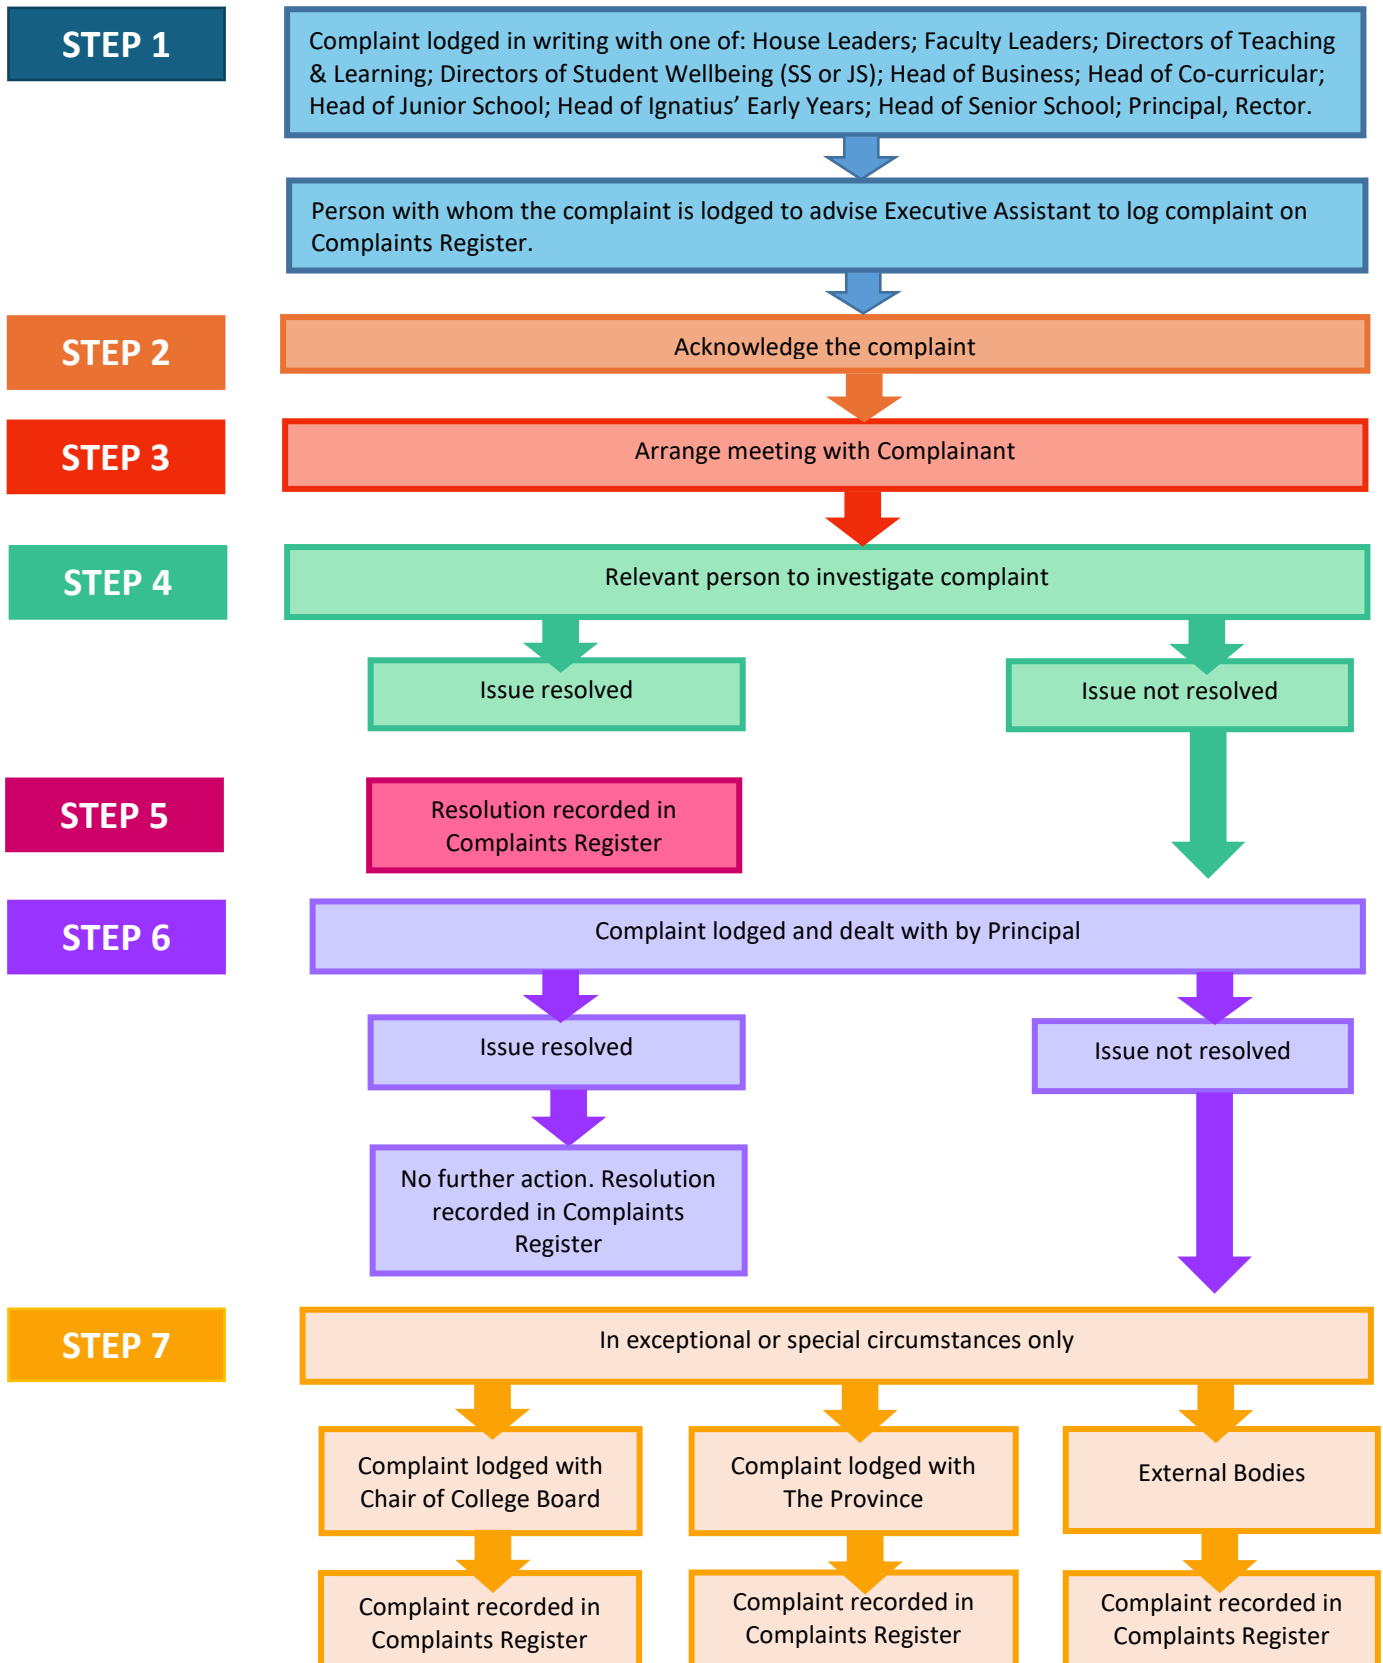 STEP 1
Complaint lodged in writing with one of: House Leaders; Faculty Leaders; Directors of Teaching
& Learning; Directors of Student Wellbeing (SS or JS); Head of Business; Head of Co-curricular;
Head of Junior School; Head of Ignatius’ Early Years; Head of Senior School; Principal, Rector.
Person with whom the complaint is lodged to advise Executive Assistant to log complaint on
Complaints Register.
STEP 2
Acknowledge the complaint
STEP 3
Arrange meeting with Complainant
STEP 4
Relevant person to investigate complaint
Issue resolved
Issue not resolved
STEP 5
Resolution recorded in
Complaints Register
STEP 6
Complaint lodged and dealt with by Principal
Issue resolved
Issue not resolved
No further action. Resolution
recorded in Complaints
Register
STEP 7
In exceptional or special circumstances only
Complaint lodged with
Chair of College Board
Complaint lodged with
The Province
External Bodies
Complaint recorded in
Complaints Register
Complaint recorded in
Complaints Register
Complaint recorded in
Complaints Register